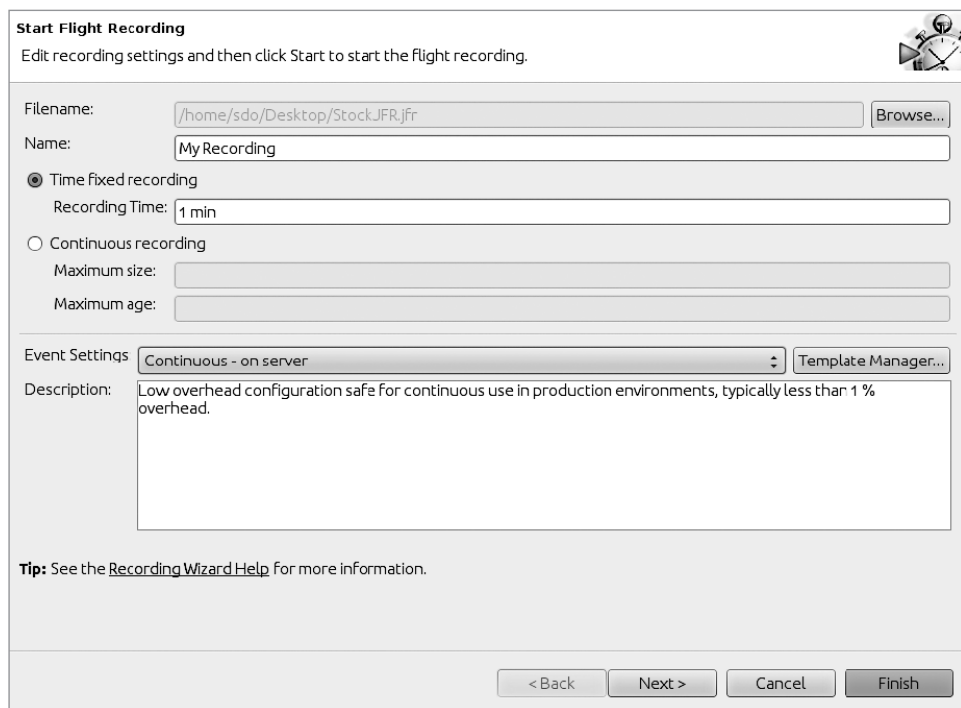 Start Flight Recording
Edit recording settings and then click Start to start the flight recording.
Filename: /home/sdo/Desktop/StockJFR.jfr Browse...
Name: My Recording
Time fixed recording
Recording Time: 1 min
Continuous recording
Maximum size:
Maximum age:
Event Settings Continuous - on server Template Manager...
Description: Low overhead configuration safe for continuous use in production environments, typically less than 1 %
overhead.
Tip: See the Recording Wizard Help for more information.
< Back Next > Cancel Finish